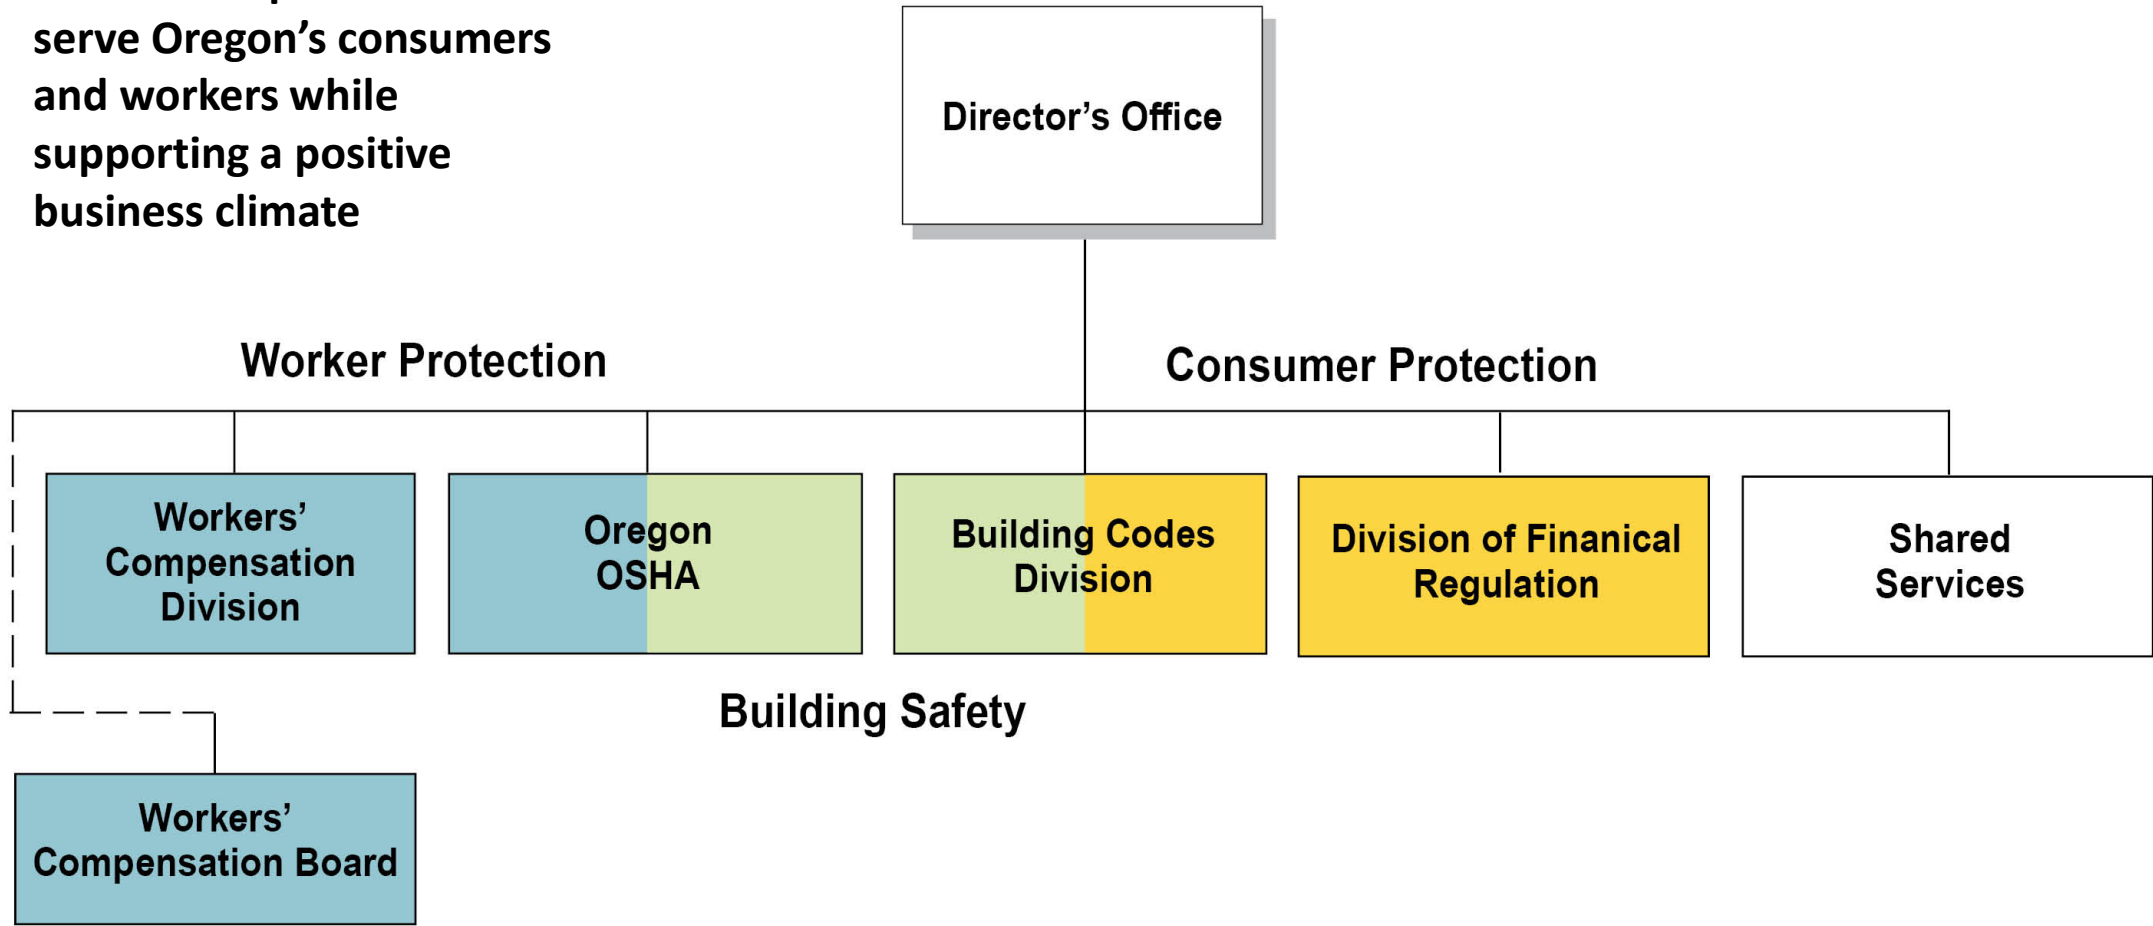 serve Oregon’s consumers
and workers while
supporting a positive
business climate
Director’s Office
Worker Protection
Consumer Protection
Workers’
Compensation
Division
Oregon
OSHA
Building Codes
Division
Division of Finanical
Regulation
Shared
Services
Building Safety
Workers’
Compensation Board